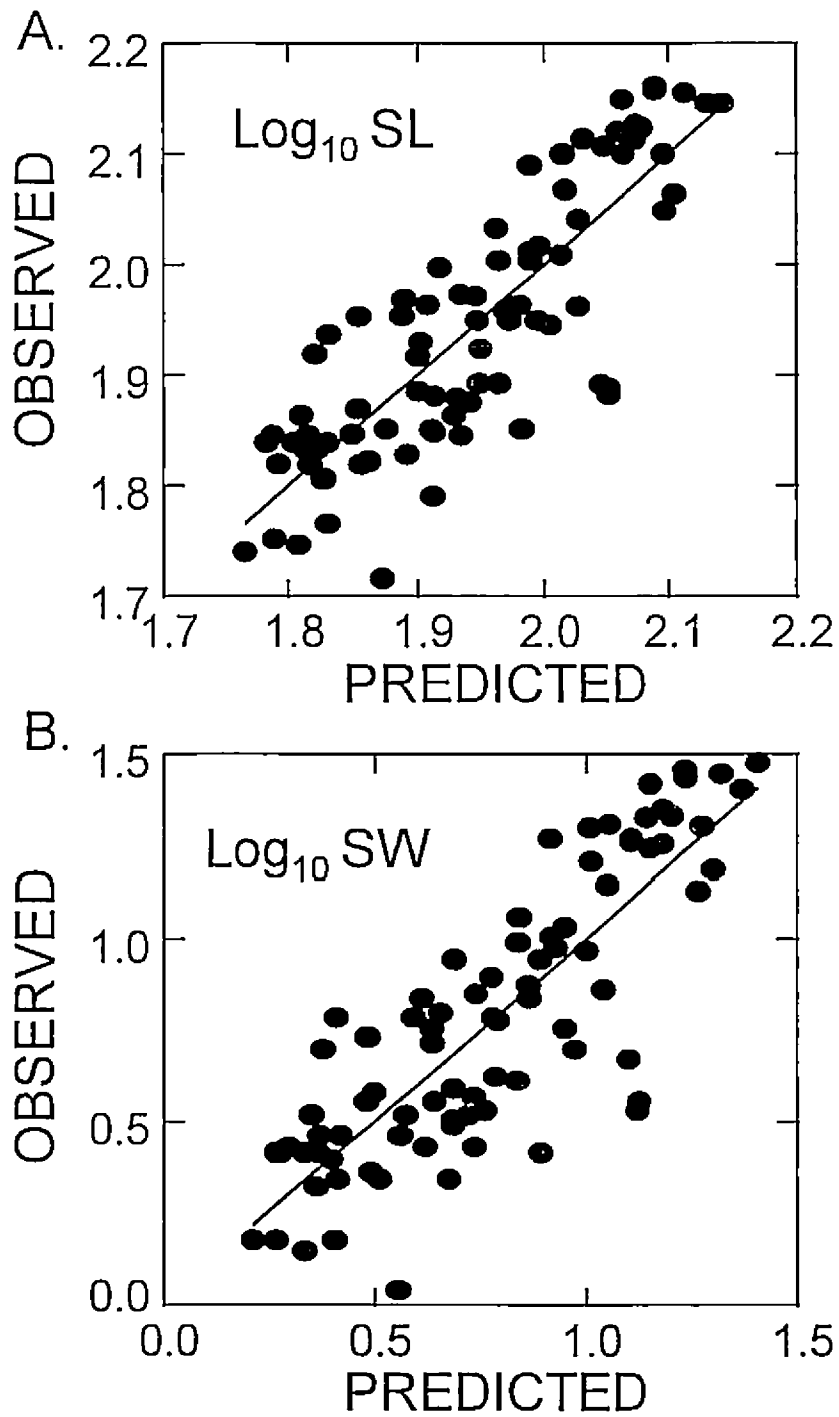 A.
Log₁₀ SL
OBSERVED
2.2
2.1
2.0
1.9
1.8
1.7
1.7 1.8 1.9 2.0 2.1 2.2
PREDICTED
B.
Log₁₀ SW
OBSERVED
1.5
1.0
0.5
0.0
0.0 0.5 1.0 1.5
PREDICTED